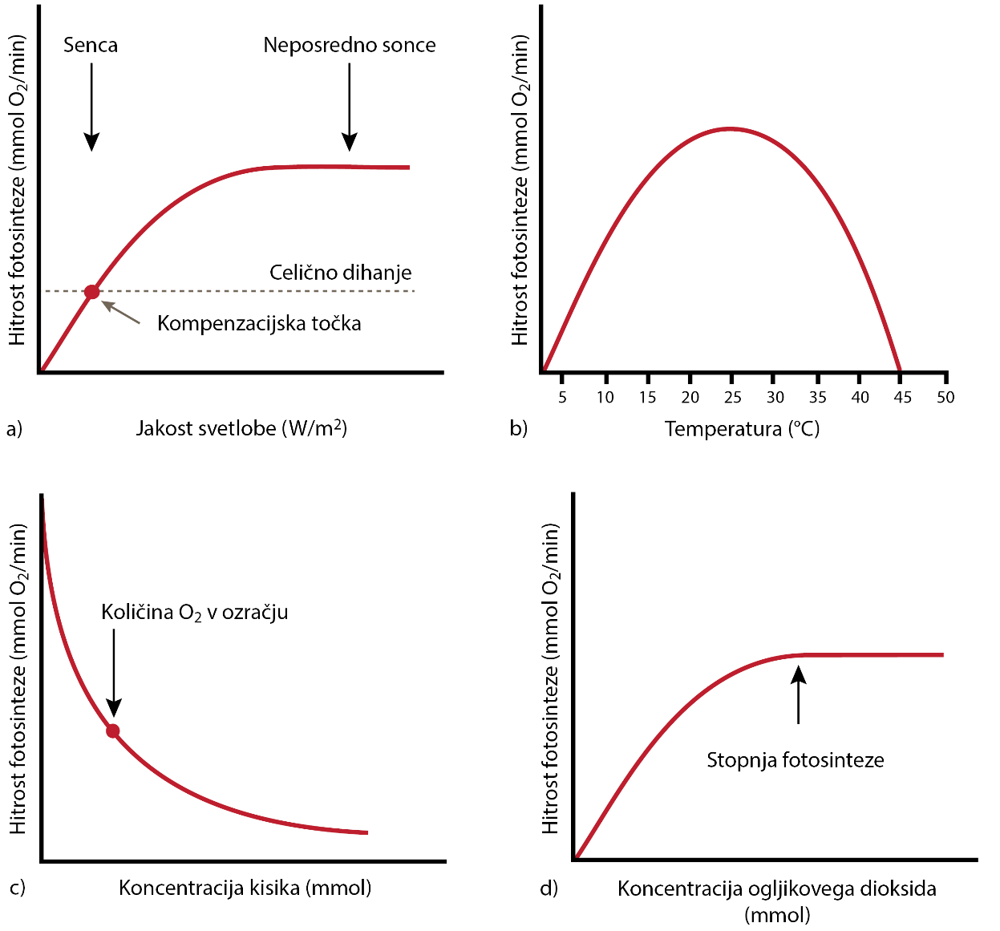 Hitrost fotosinteze (mmol O₂/min)
Senca
Neposredno sonce
Celično dihanje
Kompenzacijska točka
a)
Jakost svetlobe (W/m²)
Hitrost fotosinteze (mmol O₂/min)
5 10 15 20 25 30 35 40 45 50
b)
Temperatura (°C)
Hitrost fotosinteze (mmol O₂/min)
Količina O₂ v ozračju
c)
Koncentracija kisika (mmol)
Hitrost fotosinteze (mmol O₂/min)
Stopnja fotosinteze
d)
Koncentracija ogljikovega dioksida
(mmol)